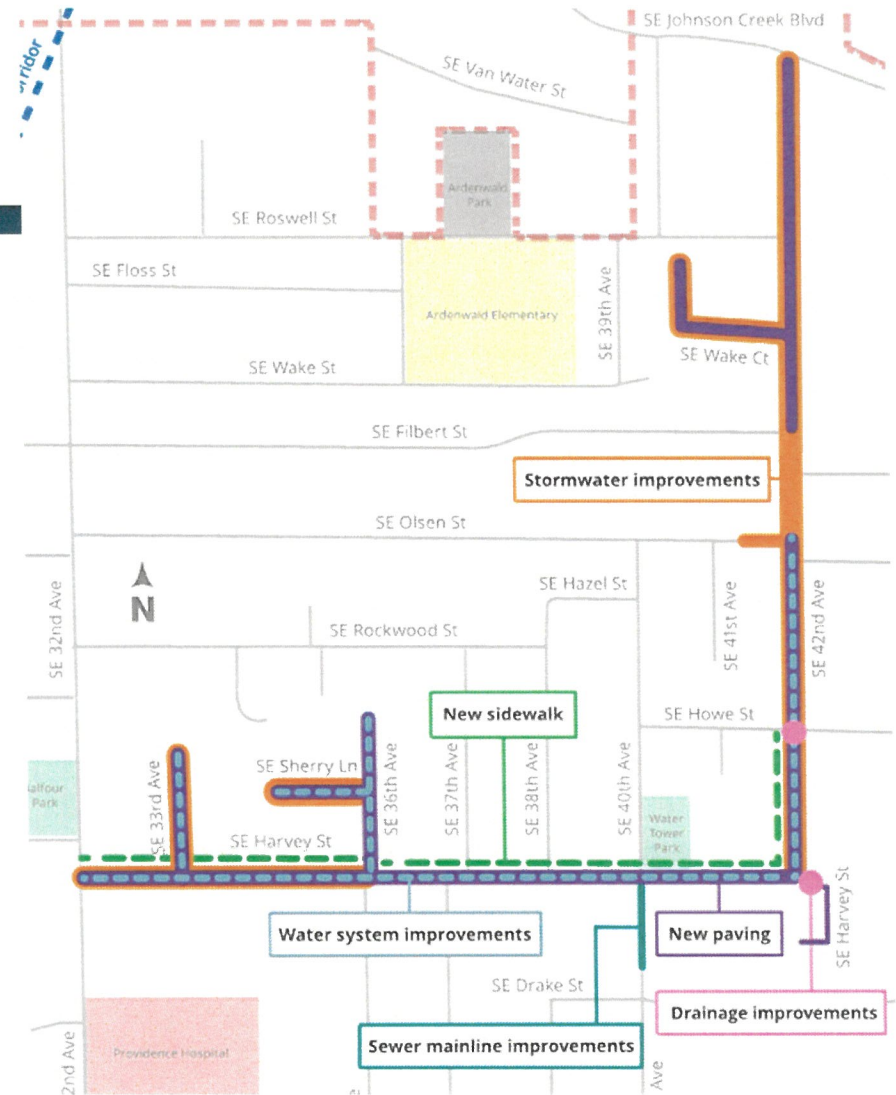 SE Johnson Creek Blvd
SE Van Water St
Ardenwald
Park
SE Roswell St
SE Floss St
SE 39th Ave
Ardenwald Elementary
SE Wake Ct
SE Wake St
SE Filbert St
Stormwater improvements
SE Olsen St
N
SE 32nd Ave
SE Hazel St
SE 41st Ave
SE 42nd Ave
SE Rockwood St
New sidewalk
SE Howe St
SE Sherry Ln
SE 33rd Ave
SE 36th Ave
SE 37th Ave
SE 38th Ave
SE 40th Ave
Park
Water
Tower
Park
SE Harvey St
SE Harvey St
Water system improvements
New paving
SE Drake St
Drainage improvements
Sewer mainline improvements
Providence Hospital
2nd Ave
Ave